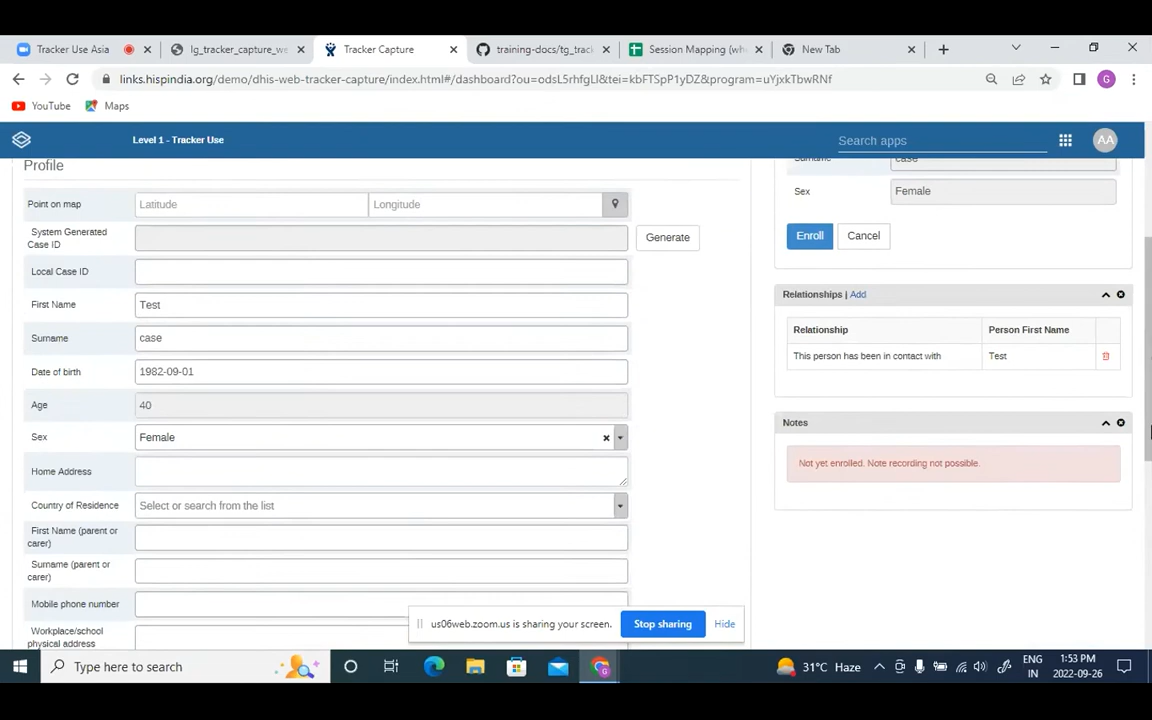 Tracker Use Asia
lg_tracker_capture_we
Tracker Capture
training-docs/tg_track
Session Mapping (wh
New Tab
links.hispindia.org/demo/dhis-web-tracker-capture/index.html#/dashboard?ou=odsL5rhfgLl&tei=kbFTSpP1yDZ&program=uYjxkTbwRNf
G
YouTube
Maps
Level 1 - Tracker Use
Search apps
AA
Profile
Point on map
Latitude
Longitude
System Generated
Case ID
Generate
Local Case ID
First Name
Test
Surname
case
Date of birth
1982-09-01
Age
40
Sex
Female
Home Address
Country of Residence
Select or search from the list
First Name (parent or
carer)
Surname (parent or
carer)
Mobile phone number
Workplace/school
physical address
Surname
case
Sex
Female
Enroll
Cancel
Relationships | Add
Relationship
Person First Name
This person has been in contact with
Test
Notes
Not yet enrolled. Note recording not possible.
us06web.zoom.us is sharing your screen.
Stop sharing
Hide
Type here to search
G
31°C Haze
ENG
IN
1:53 PM
2022-09-26